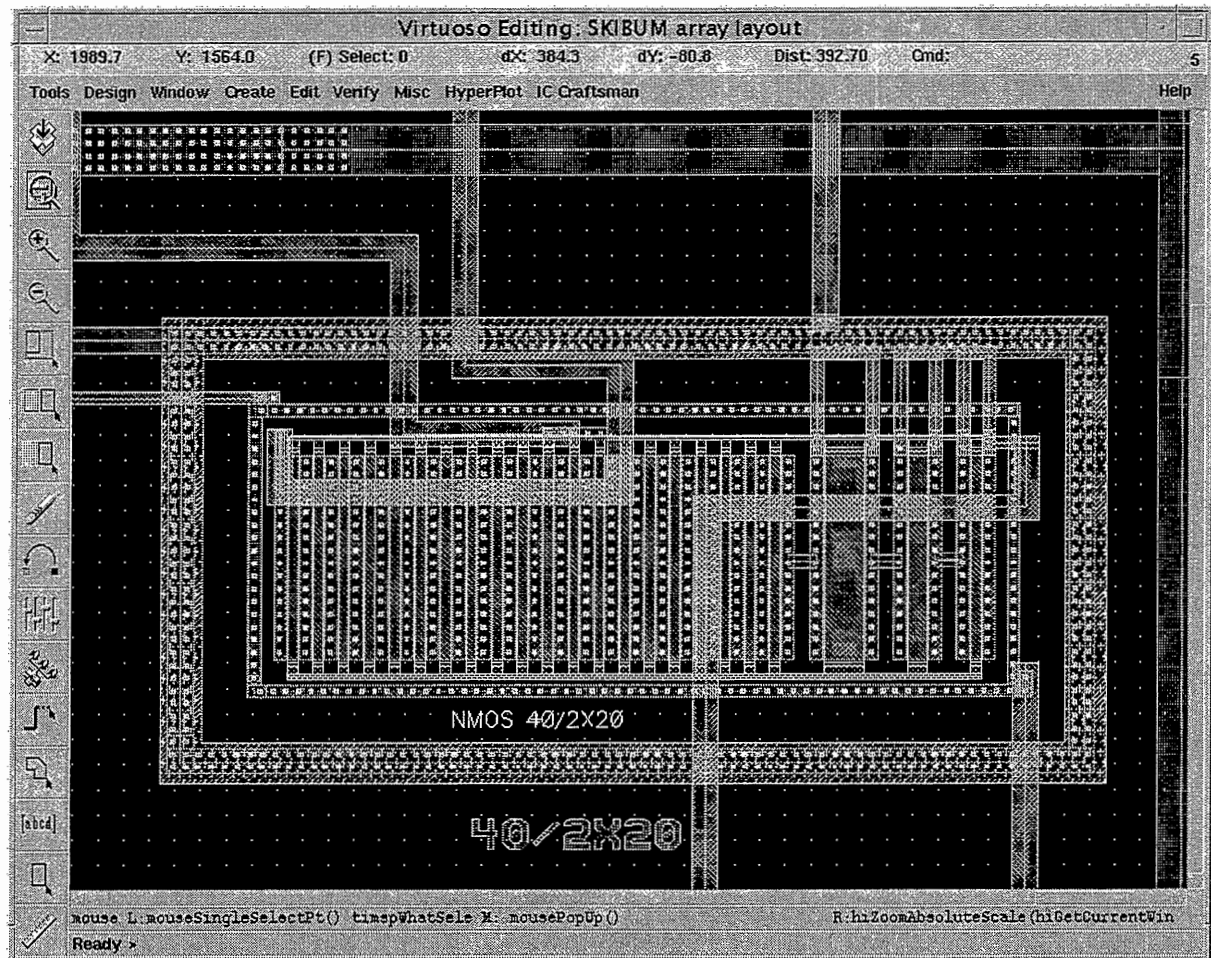 Virtuoso Editing: SKIBUM array layout
X: 1989.7 Y: 1564.0 (F) Select: 0 dX: 384.3 dY: -80.8 Dist: 392.70 Cmd: 5
Tools Design Window Create Edit Verify Misc HyperPlot IC Craftsman Help
NMOS 40/2X20
40/2X20
[abcd]
mouse L: mouseSingleSelectPt() timspWhatSele M: mousePopUp() R:hiZoomAbsoluteScale(hiGetCurrentWin
Ready >